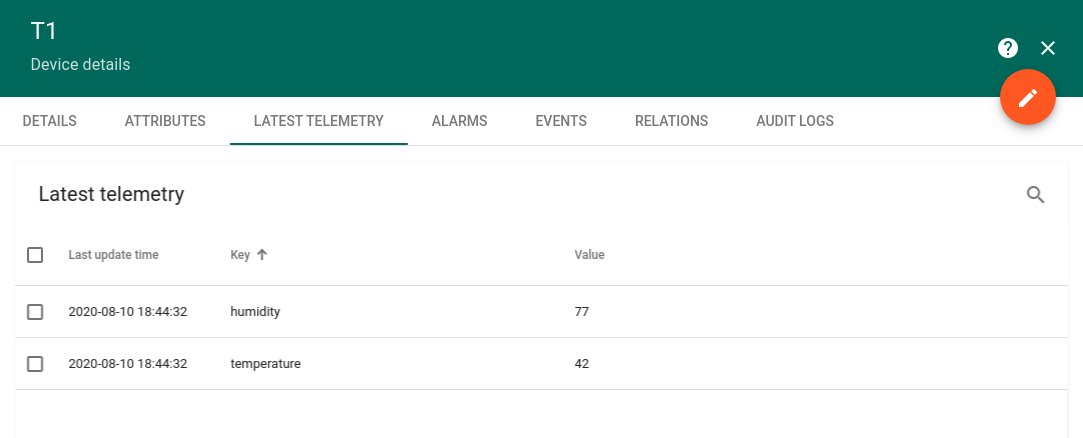 T1
Device details
DETAILS ATTRIBUTES LATEST TELEMETRY ALARMS EVENTS RELATIONS AUDIT LOGS
Latest telemetry
Last update time Key Value
2020-08-10 18:44:32 humidity 77
2020-08-10 18:44:32 temperature 42